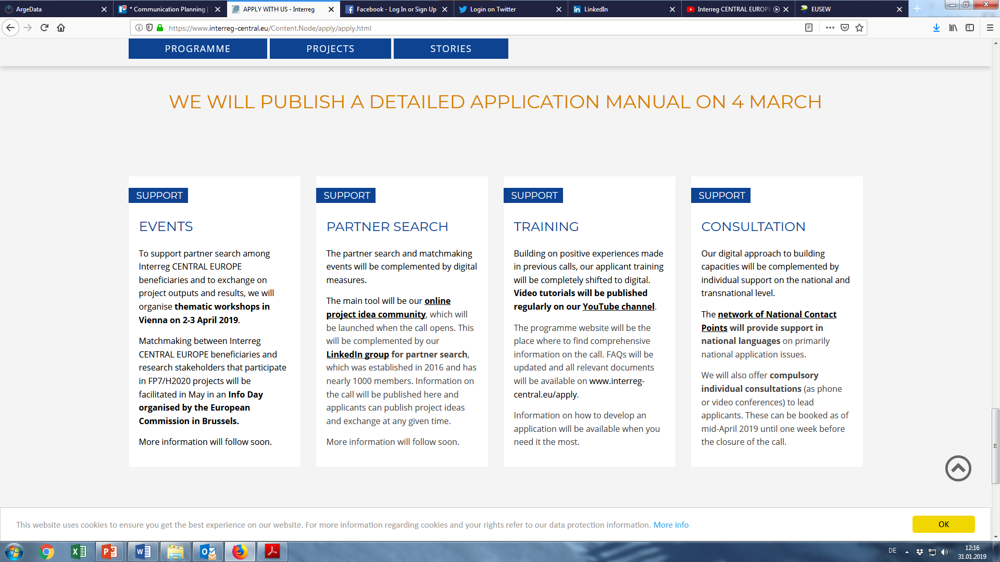 ArgeData
* Communication Planning | T
APPLY WITH US - Interreg
Facebook - Log In or Sign Up
Login on Twitter
LinkedIn
Interreg CENTRAL EUROPE
EUSEW
https://www.interreg-central.eu/Content.Node/apply/apply.html
PROGRAMME
PROJECTS
STORIES
WE WILL PUBLISH A DETAILED APPLICATION MANUAL ON 4 MARCH
SUPPORT
EVENTS
To support partner search among
Interreg CENTRAL EUROPE
beneficiaries and to exchange on
project outputs and results, we will
organise thematic workshops in
Vienna on 2-3 April 2019.
Matchmaking between Interreg
CENTRAL EUROPE beneficiaries and
research stakeholders that participate
in FP7/H2020 projects will be
facilitated in May in an Info Day
organised by the European
Commission in Brussels.
More information will follow soon.
SUPPORT
PARTNER SEARCH
The partner search and matchmaking
events will be complemented by digital
measures.
The main tool will be our online
project idea community, which will
be launched when the call opens. This
will be complemented by our
LinkedIn group for partner search,
which was established in 2016 and has
nearly 1000 members. Information on
the call will be published here and
applicants can publish project ideas
and exchange at any given time.
More information will follow soon.
SUPPORT
TRAINING
Building on positive experiences made
in previous calls, our applicant training
will be completely shifted to digital.
Video tutorials will be published
regularly on our YouTube channel.
The programme website will be the
place where to find comprehensive
information on the call. FAQs will be
updated and all relevant documents
will be available on www.interreg-
central.eu/apply.
Information on how to develop an
application will be available when you
need it the most.
SUPPORT
CONSULTATION
Our digital approach to building
capacities will be complemented by
individual support on the national and
transnational level.
The network of National Contact
Points will provide support in
national languages on primarily
national application issues.
We will also offer compulsory
individual consultations (as phone
or video conferences) to lead
applicants. These can be booked as of
mid-April 2019 until one week before
the closure of the call.
This website uses cookies to ensure you get the best experience on our website. For more information regarding cookies and your rights refer to our data protection information. More info
OK
DE
12:16
31.01.2019